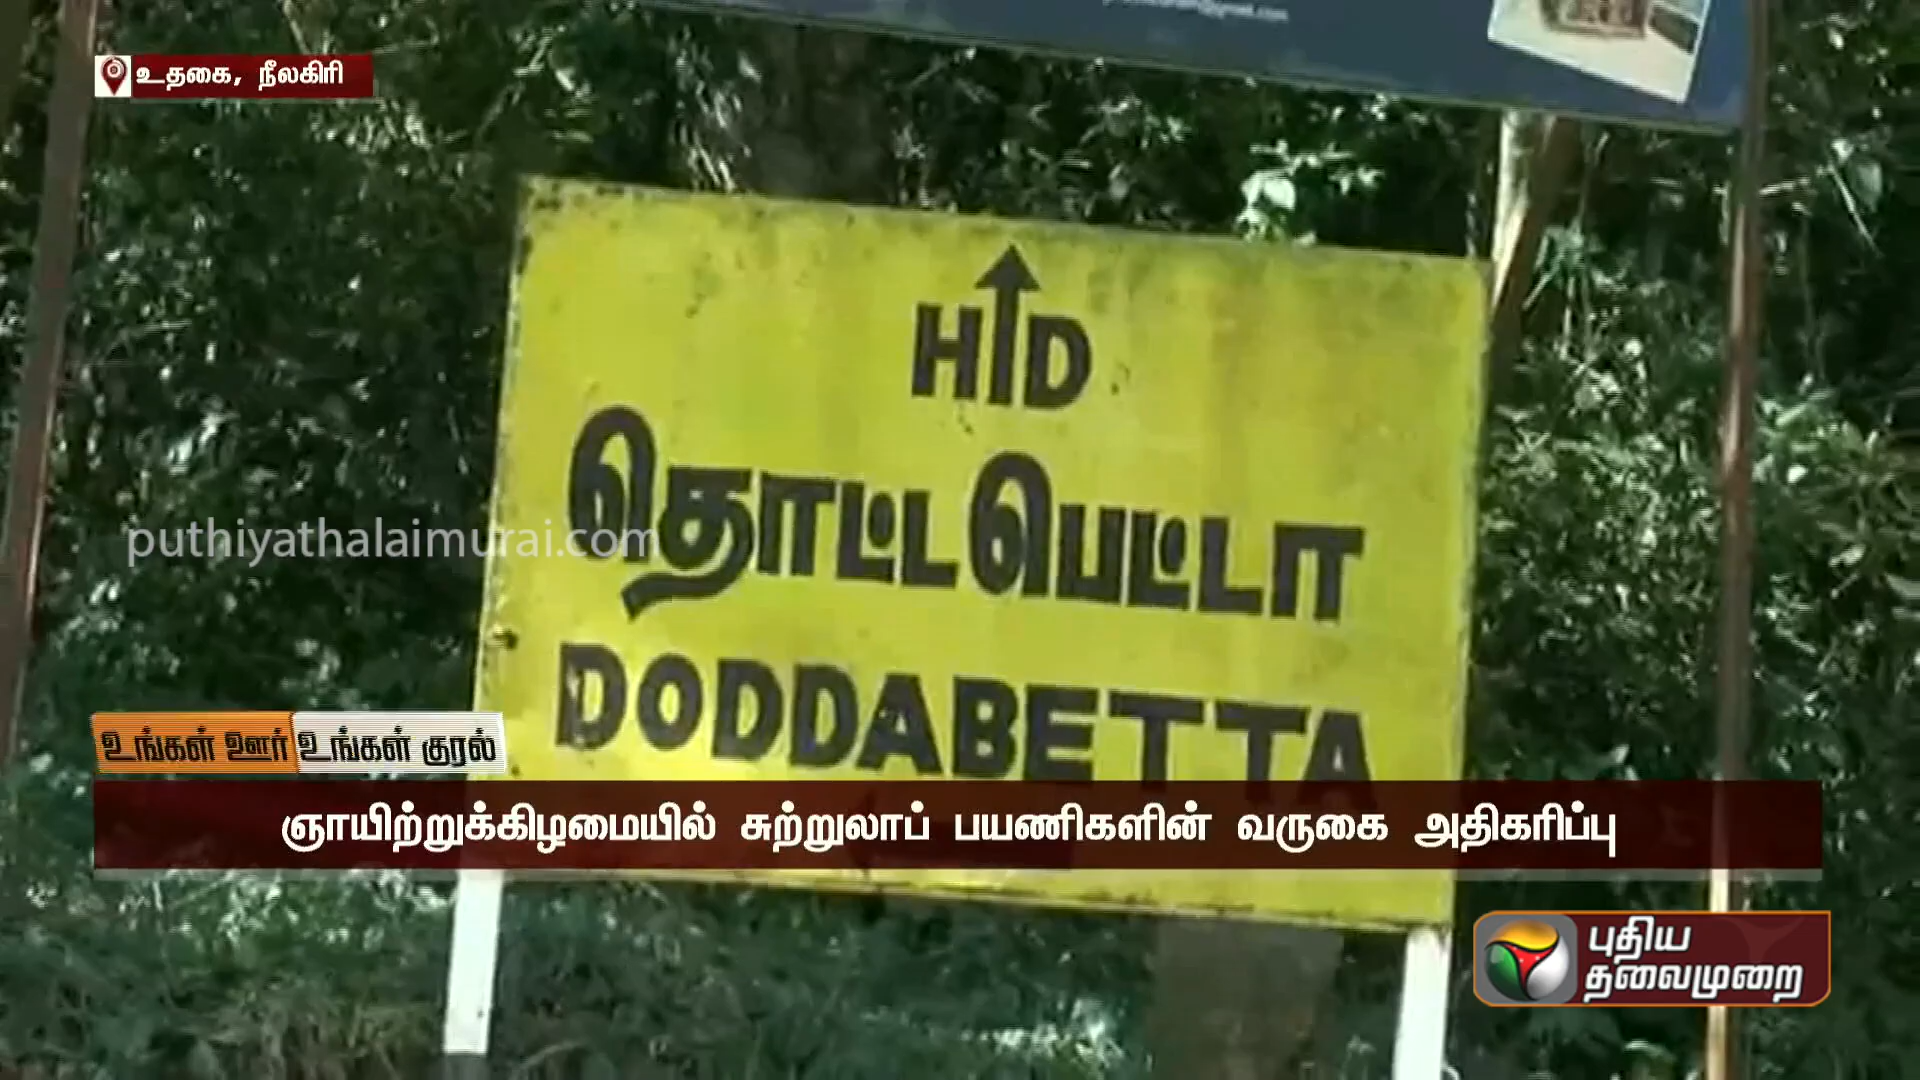 உதகை, நீலகிரி
HTD
தொட்டபெட்டா
puthiyathalaimurai.com
DODDABETTA
உங்கள் ஊர் உங்கள் குரல்
ஞாயிற்றுக்கிழமையில் சுற்றுலாப் பயணிகளின் வருகை அதிகரிப்பு
புதிய
தலைமுறை